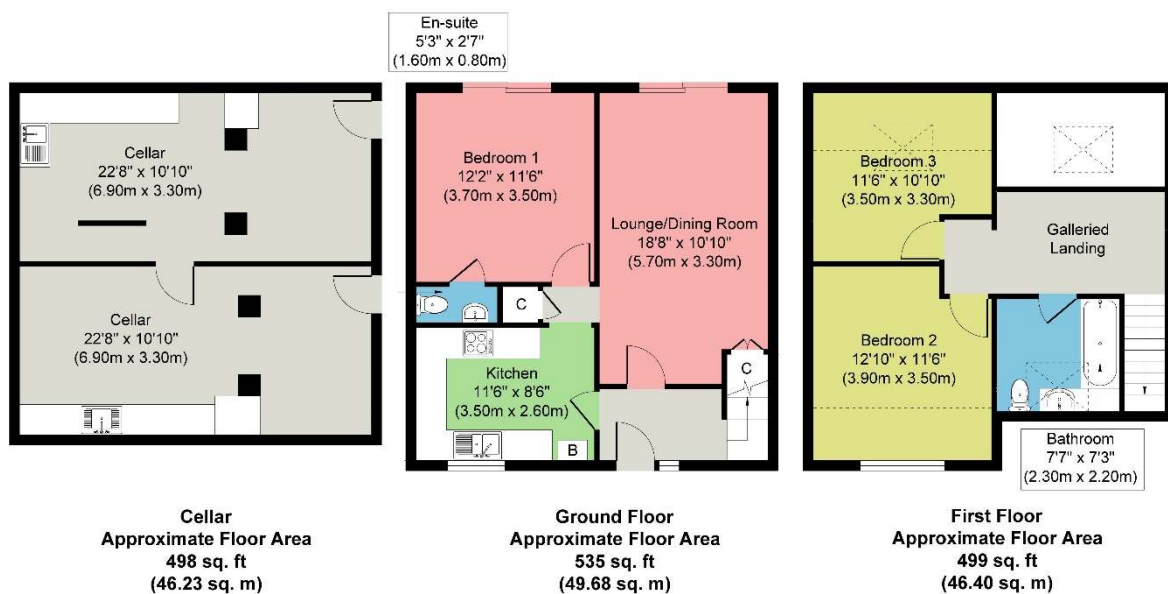 En-suite
5'3" x 2'7"
(1.60m x 0.80m)
Cellar
22'8" x 10'10"
(6.90m x 3.30m)
Cellar
22'8" x 10'10"
(6.90m x 3.30m)
Cellar
Approximate Floor Area
498 sq. ft
(46.23 sq. m)
Bedroom 1
12'2" x 11'6"
(3.70m x 3.50m)
Lounge/Dining Room
18'8" x 10'10"
(5.70m x 3.30m)
C
Kitchen
11'6" x 8'6"
(3.50m x 2.60m)
C
B
Ground Floor
Approximate Floor Area
535 sq. ft
(49.68 sq. m)
Bedroom 3
11'6" x 10'10"
(3.50m x 3.30m)
Galleried
Landing
Bedroom 2
12'10" x 11'6"
(3.90m x 3.50m)
Bathroom
7'7" x 7'3"
(2.30m x 2.20m)
First Floor
Approximate Floor Area
499 sq. ft
(46.40 sq. m)